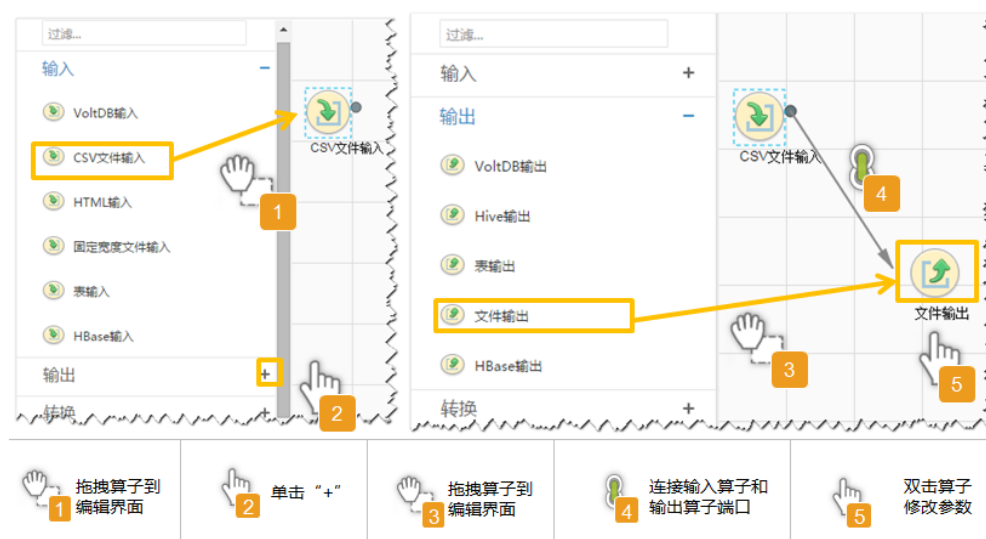 过滤...
输入
VoltDB输入
CSV文件输入
HTML输入
固定宽度文件输入
表输入
HBase输入
输出
转换
CSV文件输入
1
2
过滤...
输入
输出
VoltDB输出
Hive输出
表输出
文件输出
HBase输出
转换
CSV文件输入
4
文件输出
3
5
1
拖拽算子到
编辑界面
2
单击“+”
3
拖拽算子到
编辑界面
4
连接输入算子和
输出算子端口
5
双击算子
修改参数